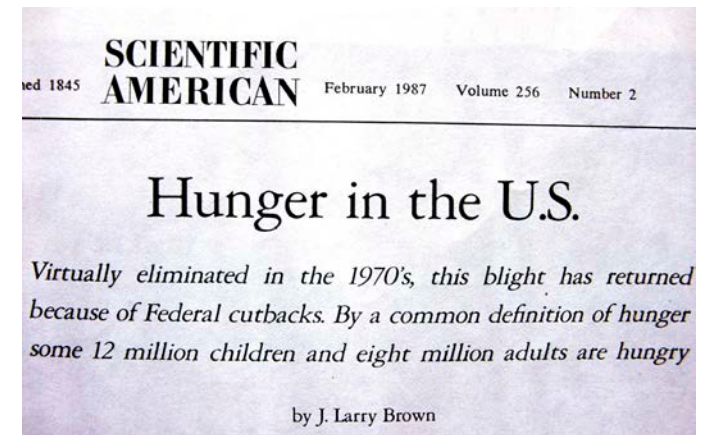 SCIENTIFIC
ed 1845 AMERICAN February 1987 Volume 256 Number 2
Hunger in the U.S.
Virtually eliminated in the 1970's, this blight has returned
because of Federal cutbacks. By a common definition of hunger
some 12 million children and eight million adults are hungry
by J. Larry Brown